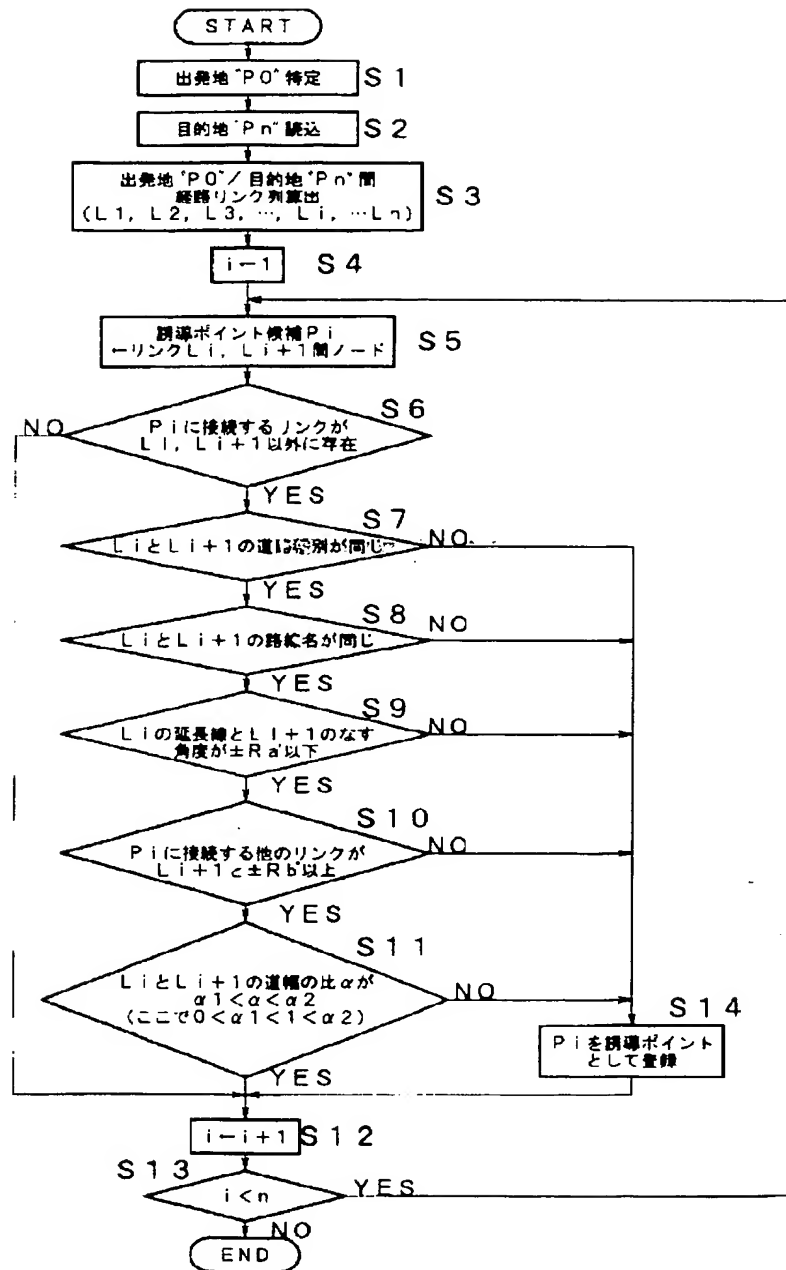 START
出発地"P0"特定
S1
目的地"Pn"読込
S2
出発地"P0"/目的地"Pn"間
経路リンク列算出
(L1, L2, L3, …, Li, …Ln)
S3
i←1
S4
誘導ポイント候補Pi
←リンクLi, Li+1間ノード
S5
S6
NO
Piに接続するリンクが
Li, Li+1以外に存在
YES
S7
LiとLi+1の道路種別が同じ
NO
YES
S8
LiとLi+1の路線名が同じ
NO
YES
S9
Liの延長線とLi+1のなす
角度が±Ra°以下
NO
YES
S10
Piに接続する他のリンクが
Li+1と±Rb°以上
NO
YES
S11
LiとLi+1の道幅の比αが
α1<α<α2
(ここで0<α1<1<α2)
NO
S14
Piを誘導ポイント
として登録
YES
i←i+1
S12
S13
i<n
YES
NO
END